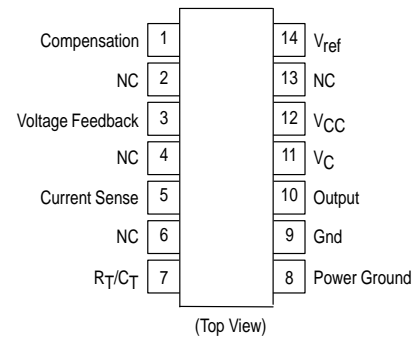 Compensation 1 14 Vref
NC 2 13 NC
Voltage Feedback 3 12 VCC
NC 4 11 VC
Current Sense 5 10 Output
NC 6 9 Gnd
RT/CT 7 8 Power Ground
(Top View)